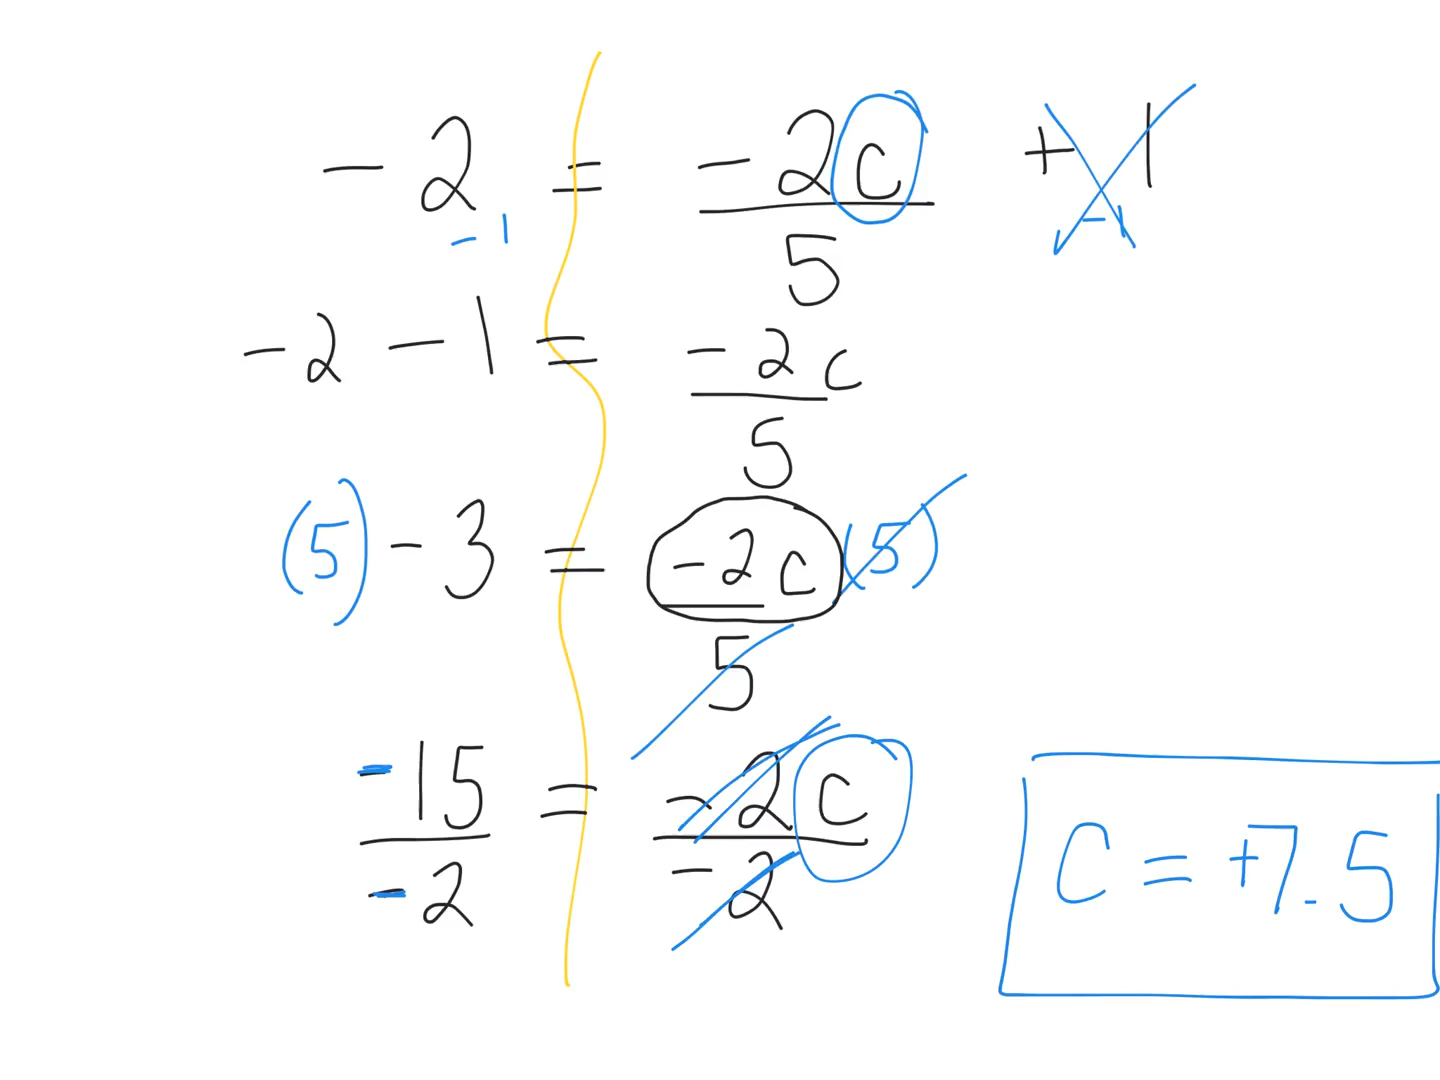 -2 = -2c + 1
5
-1 -1
-2 - 1 = -2c
5
(5) -3 = -2c (5)
5
-15 = -2c
-2 -2
C = +7.5